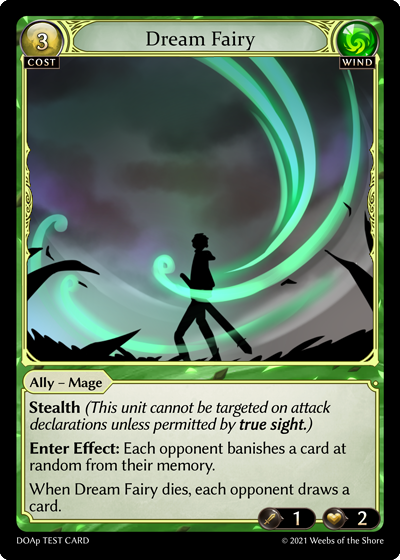 3
Dream Fairy
COST
WIND
Ally – Mage
Stealth (This unit cannot be targeted on attack
declarations unless permitted by true sight.)
Enter Effect: Each opponent banishes a card at
random from their memory.
When Dream Fairy dies, each opponent draws a
card.
1
2
DOAp TEST CARD
© 2021 Weebs of the Shore